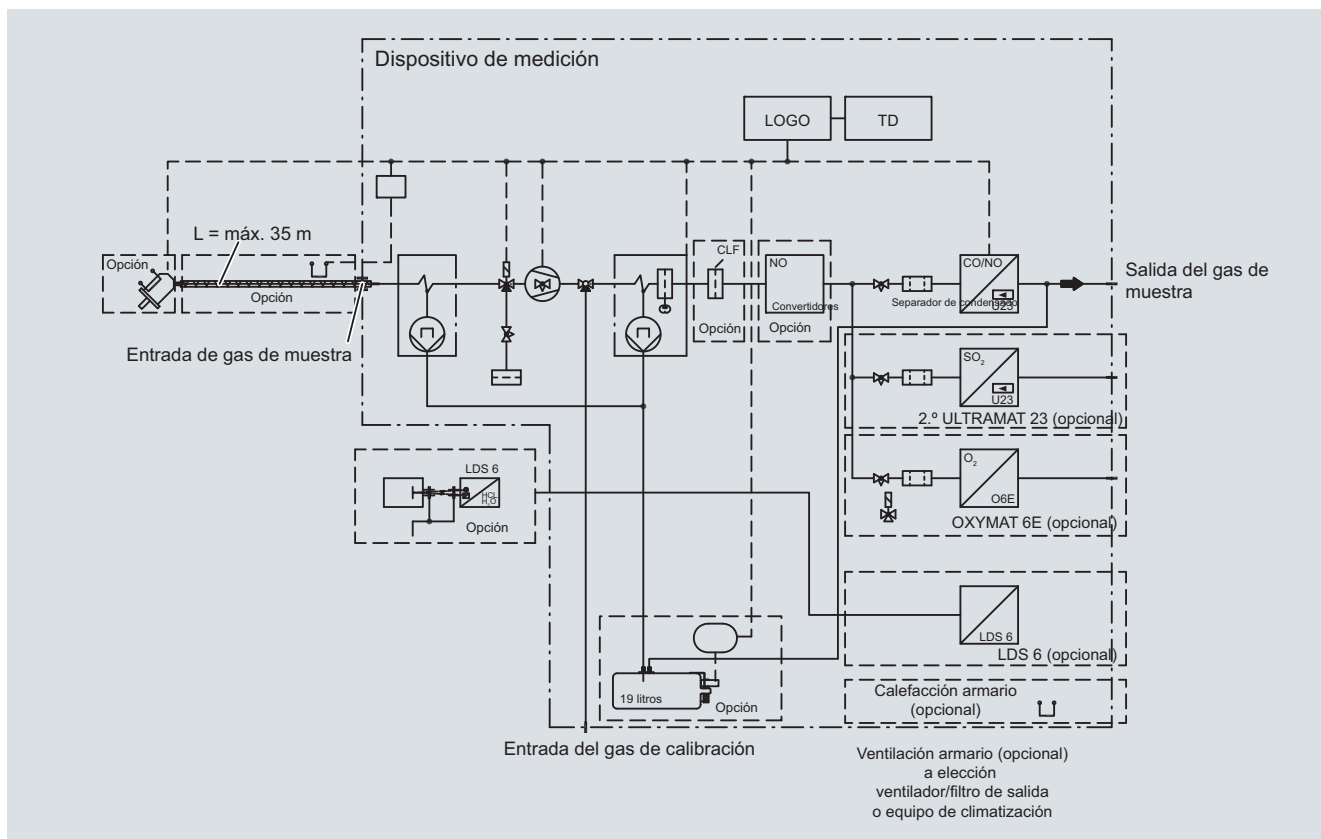 Dispositivo de medición
LOGO
TD
L = máx. 35 m
Opción
Opción
CLF
Opción
NO
Convertidores
Opción
CO/NO
Separador de condensado
U23
Salida del gas de
muestra
Entrada de gas de muestra
SO2
U23
2.º ULTRAMAT 23 (opcional)
O2
O6E
OXYMAT 6E (opcional)
LDS 6
HCl
H2O
Opción
LDS 6
LDS 6 (opcional)
19 litros
Opción
Calefacción armario
(opcional)
Entrada del gas de calibración
Ventilación armario (opcional)
a elección
ventilador/filtro de salida
o equipo de climatización